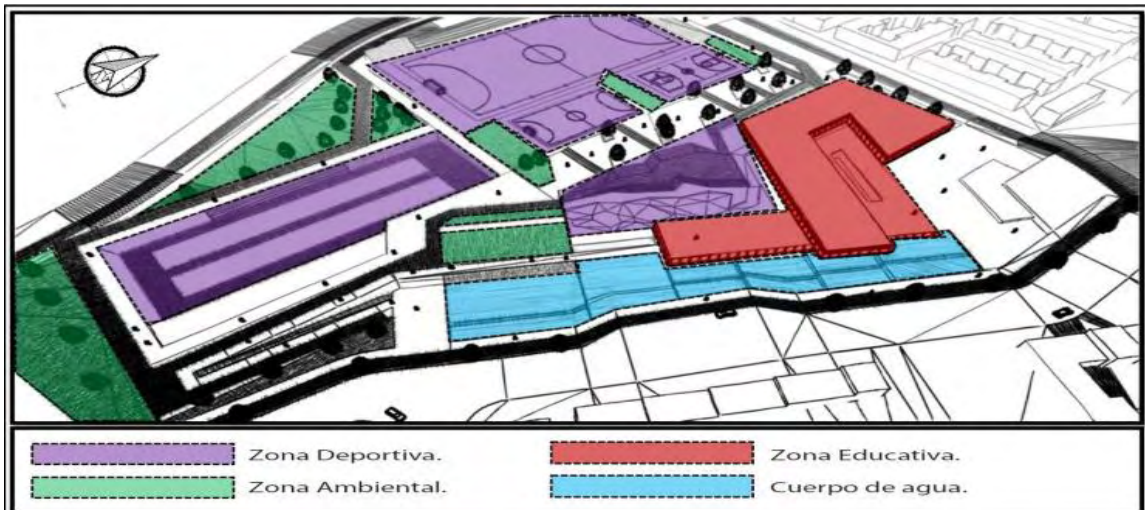 Zona Deportiva.
Zona Educativa.
Zona Ambiental.
Cuerpo de agua.